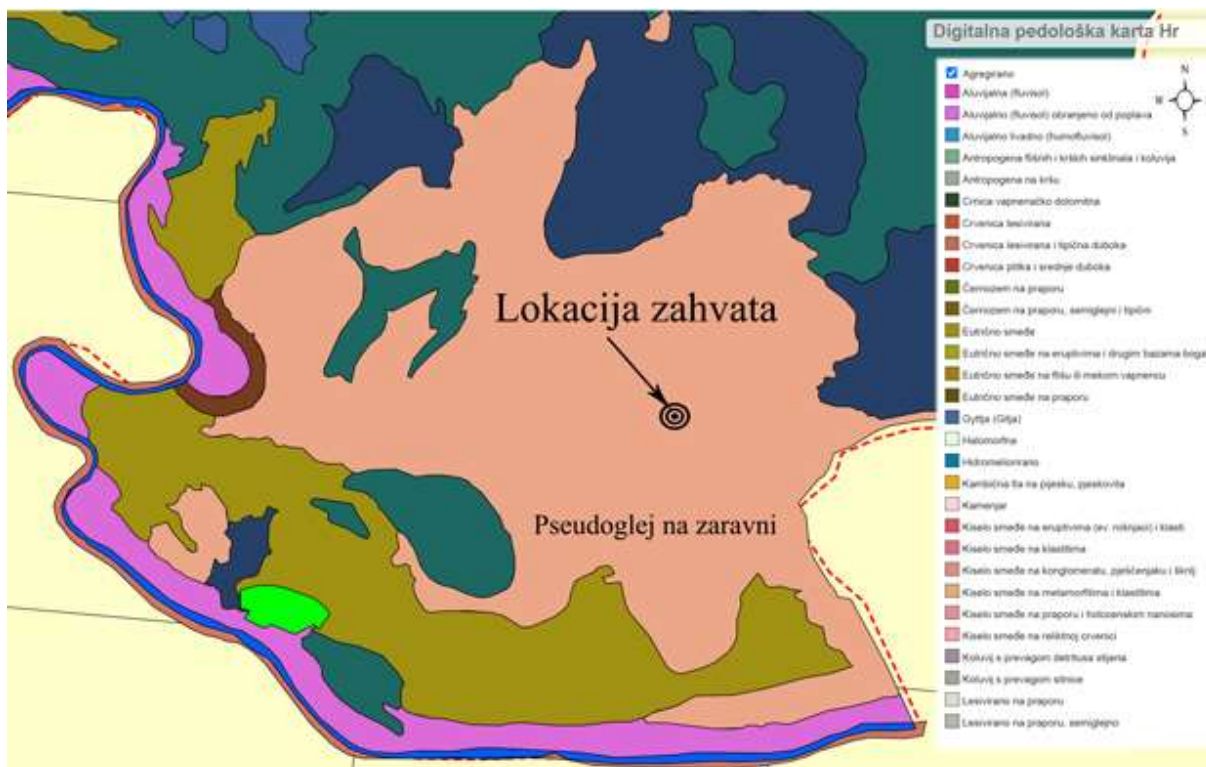 Digitalna pedološka karta Hr
N
W
S
Agregirano
Aluvijalna (fluvisol)
Aluvijalno (fluvisol) obranjeno od poplava
Aluvijalno livadno (humofluvisol)
Antropogena flišnih i krških sinklinala i koluvija
Antropogena na kršu
Crnica vapnenačko dolomitna
Crvenica lesivirana
Crvenica lesivirana i tipična duboka
Crvenica plitka i srednje duboka
Černozem na praporu
Černozem na praporu, semiglejni i tipični
Eutrično smeđe
Eutrično smeđe na eruptivima i drugim bazama boga
Eutrično smeđe na flišu ili mekom vapnencu
Eutrično smeđe na praporu
Gyttja (Gitja)
Halomorfna
Hidromeliorirano
Kambična tla na pijesku, pjeskovita
Kamenjar
Kiselo smeđe na eruptivima (ev. rožnjaci) i klasti
Kiselo smeđe na klastitima
Kiselo smeđe na konglomeratu, pješčenjaku i
Kiselo smeđe na metamorfitima i klastitima
Kiselo smeđe na praporu i holocenskim nanosima
Kiselo smeđe na reliktnoj crvenici
Koluvij s prevagom detritusa stijena
Koluvij s prevagom sitnice
Lesivirano na praporu
Lesivirano na praporu, semiglejno
Lokacija zahvata
Pseudoglej na zaravni